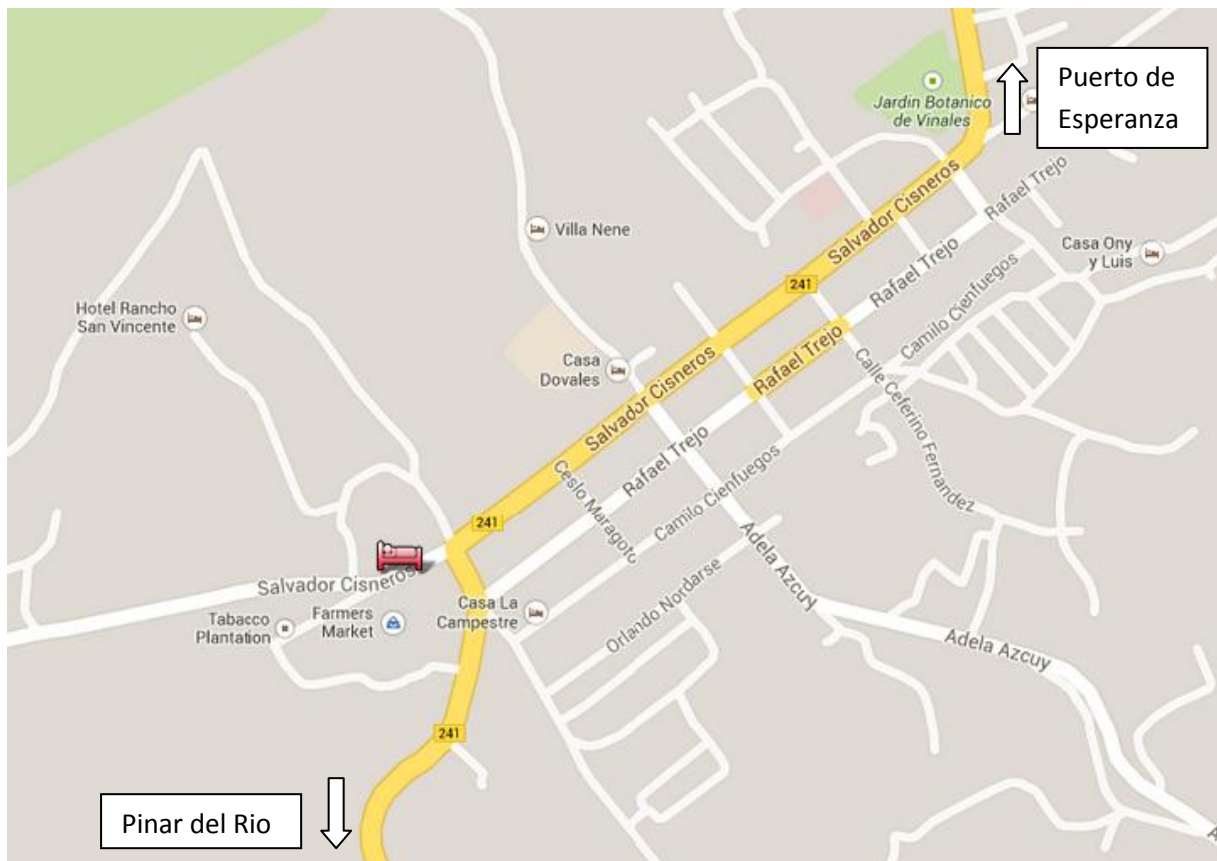 Puerto de
Esperanza
Jardin Botanico
de Vinales
Rafael Trejo
Salvador Cisneros
Villa Nene
Casa Ony
y Luis
Rafael Trejo
241
Camilo Cienfuegos
Hotel Rancho
San Vincente
Rafael Trejo
Casa
Dovales
Salvador Cisneros
Calle Ceferino Fernandez
Rafael Trejo
Ceslo Maragoto
Camilo Cienfuegos
241
Adela Azcuy
Salvador Cisneros
Casa La
Campestre
Orlando Nordarse
Tabacco
Plantation
Farmers
Market
Adela Azcuy
241
Pinar del Rio